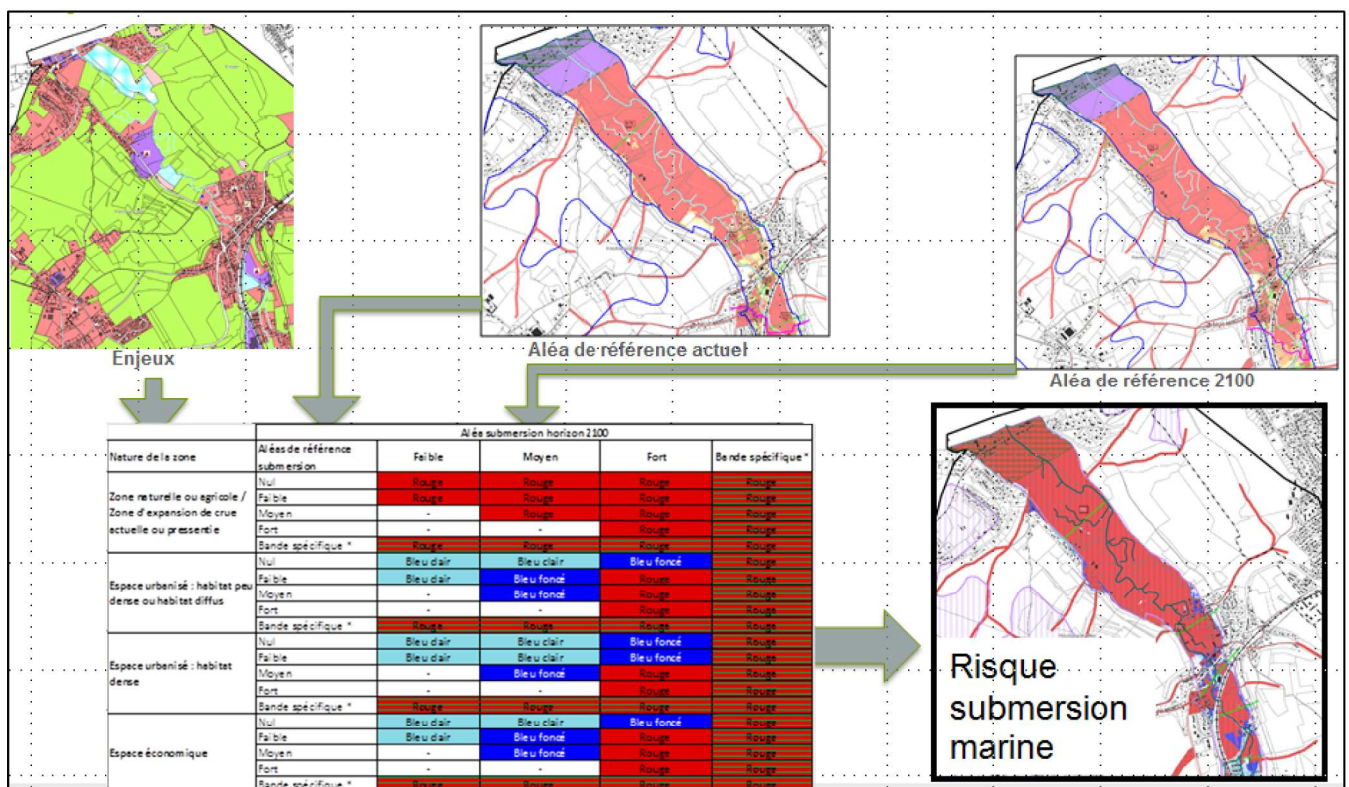 Enjeux
Aléa de référence actuel
Aléa de référence 2100
Aléa submersion horizon 2100
Nature de la zone
Aléas de référence
submersion
Faible
Moyen
Fort
Bande spécifique *
Zone naturelle ou agricole /
Zone d'expansion de crue
actuelle ou pressentie
Nul Rouge Rouge Rouge Rouge
Faible Rouge Rouge Rouge Rouge
Moyen - Rouge Rouge Rouge
Fort - - Rouge Rouge
Bande spécifique * Rouge Rouge Rouge Rouge
Espace urbanisé : habitat peu
dense ou habitat diffus
Nul Bleu clair Bleu clair Bleu foncé Rouge
Faible Bleu clair Bleu foncé Rouge Rouge
Moyen - Bleu foncé Rouge Rouge
Fort - - Rouge Rouge
Bande spécifique * Rouge Rouge Rouge Rouge
Espace urbanisé : habitat
dense
Nul Bleu clair Bleu clair Bleu foncé Rouge
Faible Bleu clair Bleu clair Bleu foncé Rouge
Moyen - Bleu foncé Rouge Rouge
Fort - - Rouge Rouge
Bande spécifique * Rouge Rouge Rouge Rouge
Espace économique
Nul Bleu clair Bleu clair Bleu foncé Rouge
Faible Bleu clair Bleu foncé Rouge Rouge
Moyen - Bleu foncé Rouge Rouge
Fort - - Rouge Rouge
Bande spécifique * Rouge Rouge Rouge Rouge
Risque
submersion
marine